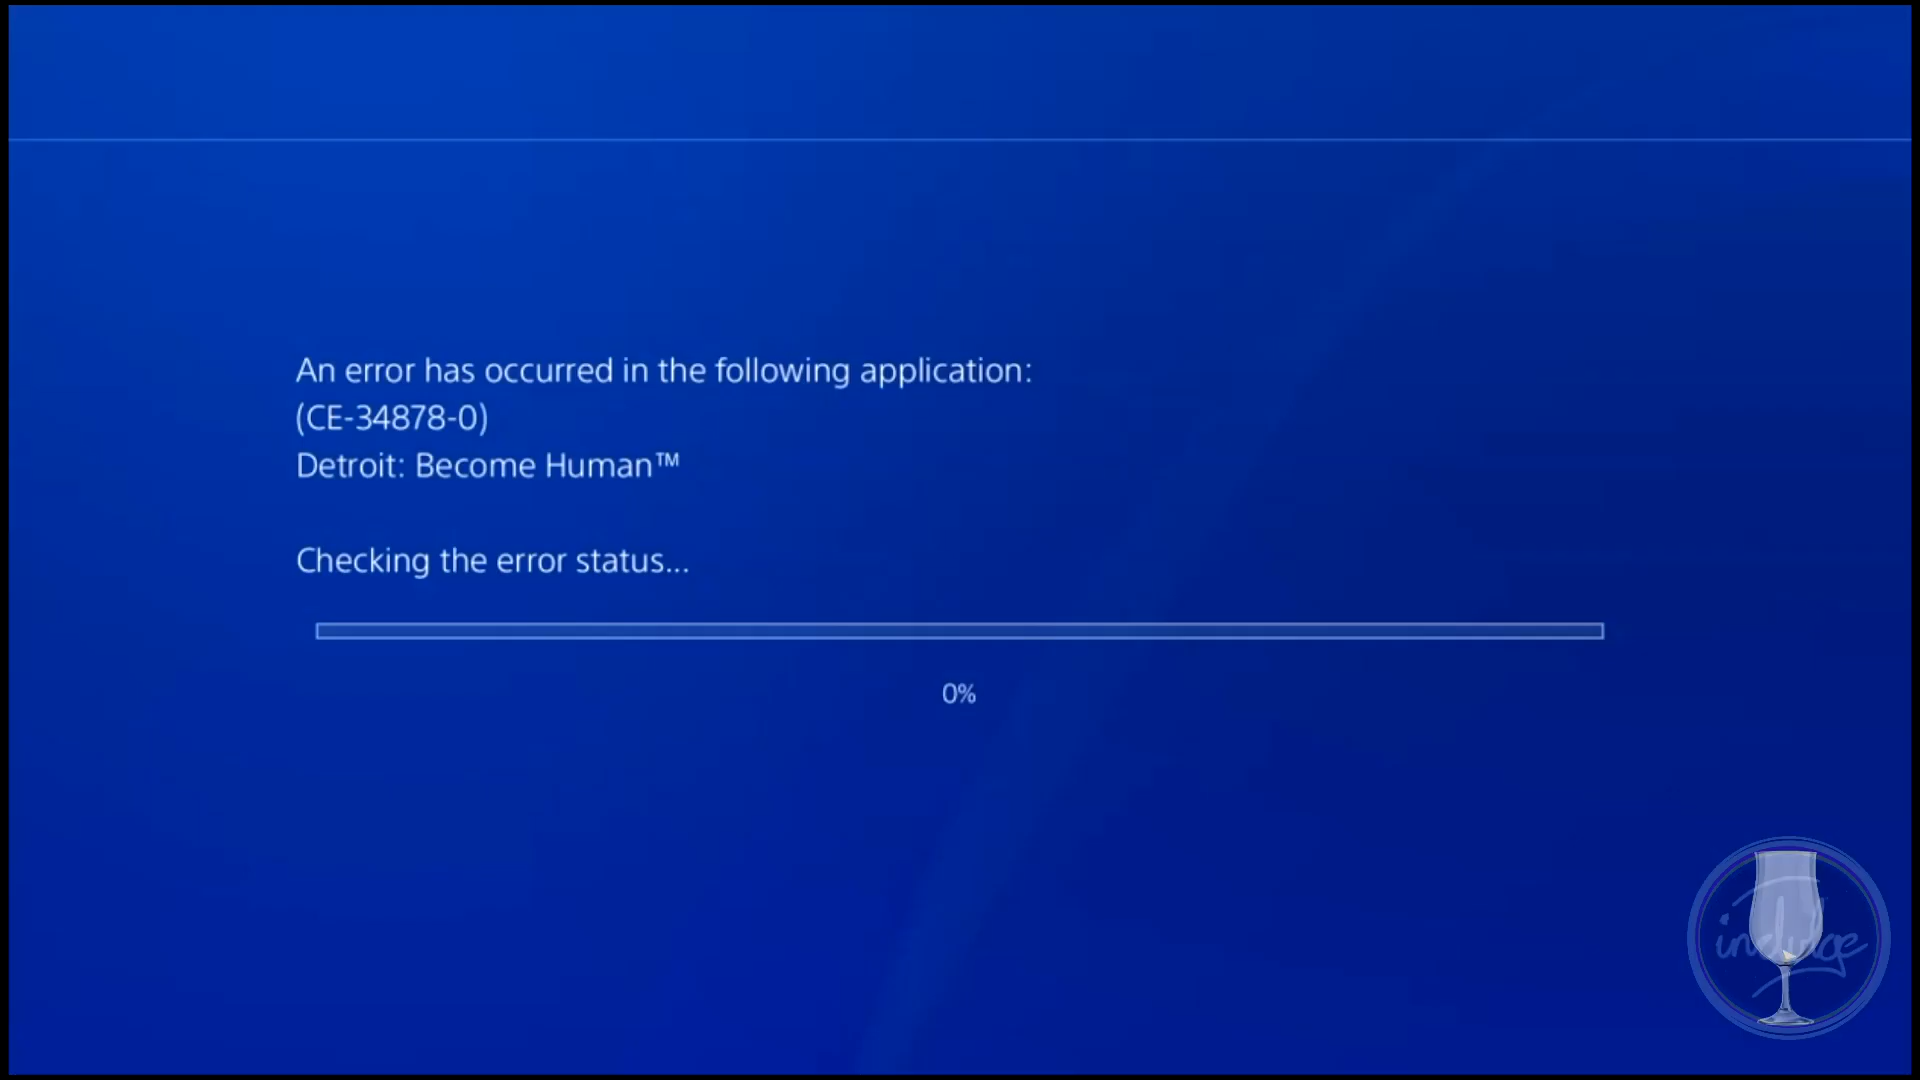 An error has occurred in the following application:
(CE-34878-0)
Detroit: Become Human™
Checking the error status...
0%
indulge